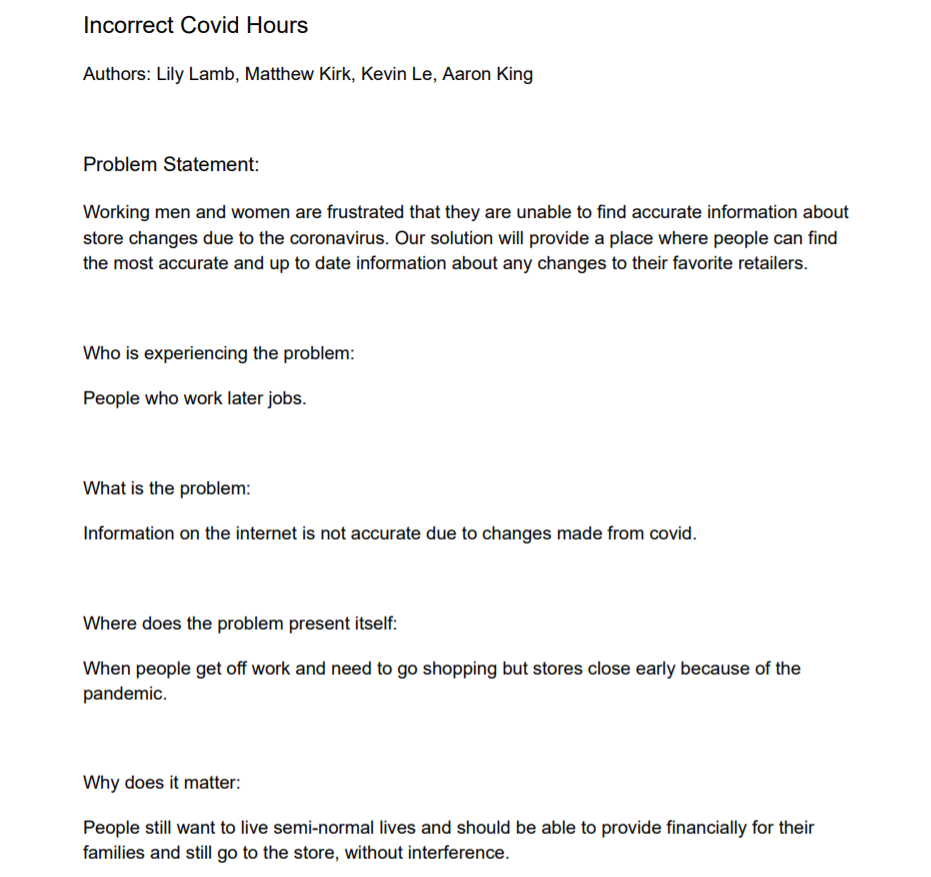 Incorrect Covid Hours
Authors: Lily Lamb, Matthew Kirk, Kevin Le, Aaron King
Problem Statement:
Working men and women are frustrated that they are unable to find accurate information about
store changes due to the coronavirus. Our solution will provide a place where people can find
the most accurate and up to date information about any changes to their favorite retailers.
Who is experiencing the problem:
People who work later jobs.
What is the problem:
Information on the internet is not accurate due to changes made from covid.
Where does the problem present itself:
When people get off work and need to go shopping but stores close early because of the
pandemic.
Why does it matter:
People still want to live semi-normal lives and should be able to provide financially for their
families and still go to the store, without interference.